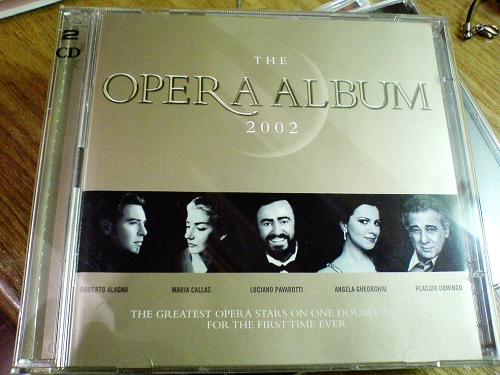 2
CD
THE
OPERA ALBUM
2002
ROBERTO ALAGNA MARIA CALLAS LUCIANO PAVAROTTI ANGELA GHEORGHIU PLACIDO DOMINGO
THE GREATEST OPERA STARS ON ONE DOUBLE
FOR THE FIRST TIME EVER